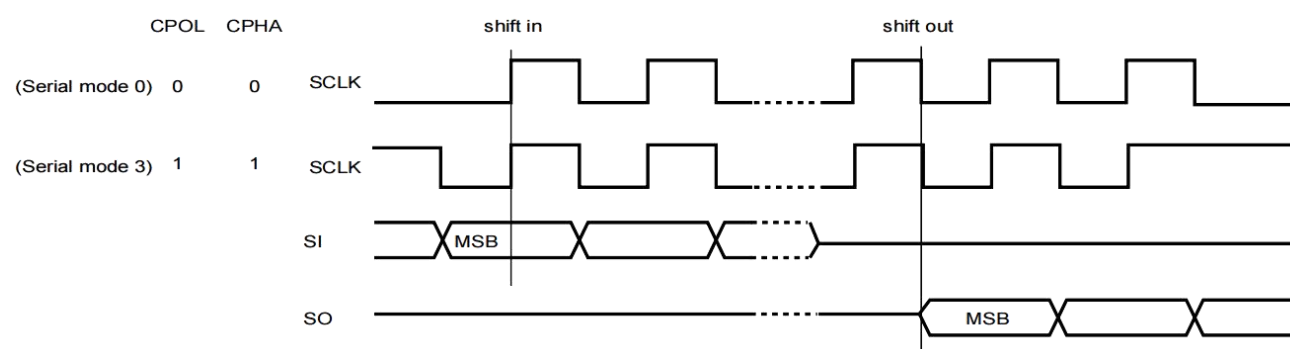 CPOL CPHA shift in shift out
(Serial mode 0) 0 0 SCLK
(Serial mode 3) 1 1 SCLK
SI MSB
SO MSB